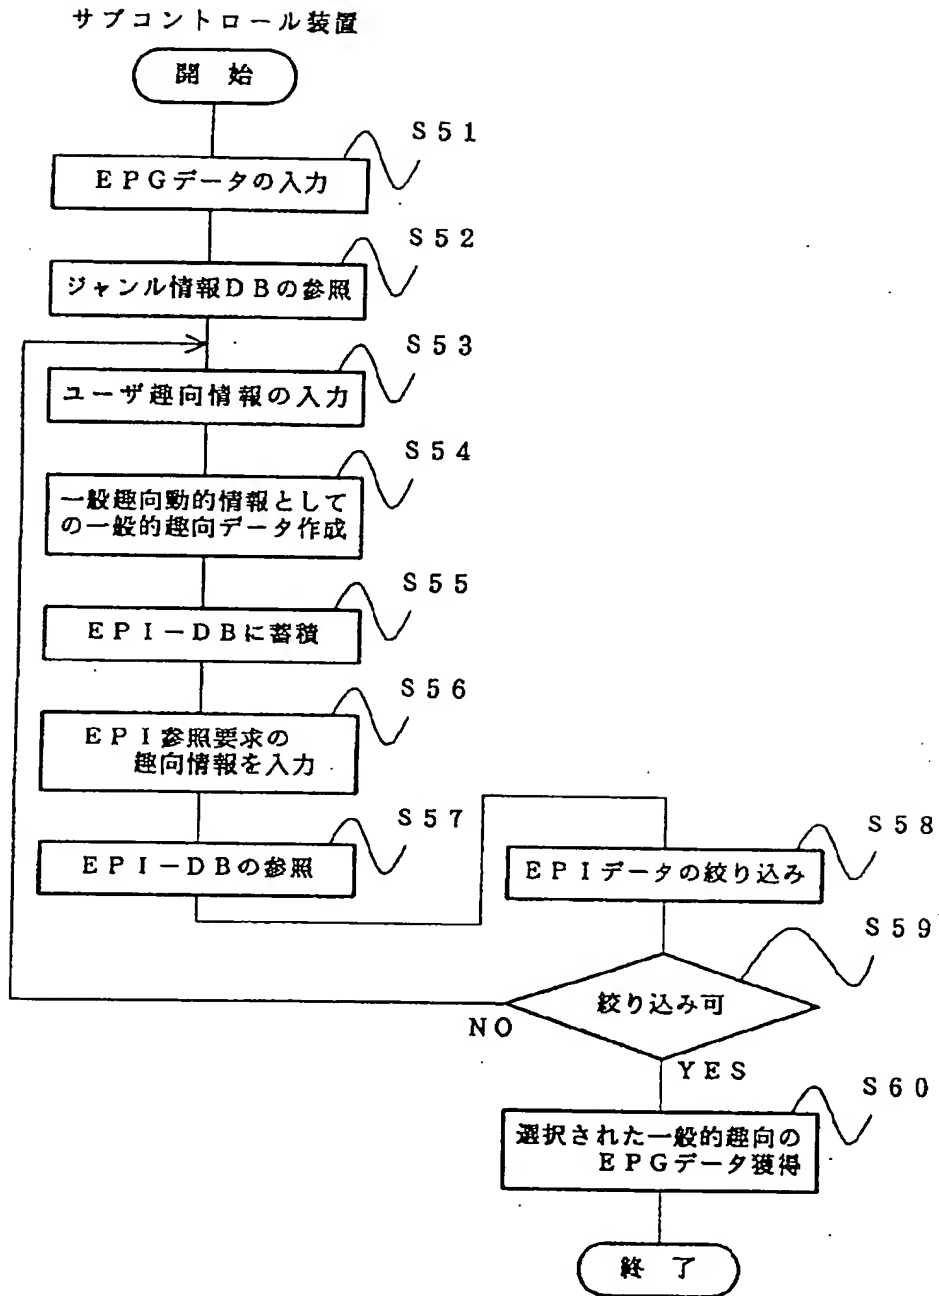 サブコントロール装置
開 始
S51
EPGデータの入力
S52
ジャンル情報DBの参照
S53
ユーザ趣向情報の入力
S54
一般趣向動的情報として
の一般的趣向データ作成
S55
EPI-DBに蓄積
S56
EPI参照要求の
趣向情報を入力
S57
EPI-DBの参照
S58
EPIデータの絞り込み
S59
絞り込み可
NO
YES
S60
選択された一般的趣向の
EPGデータ獲得
終 了